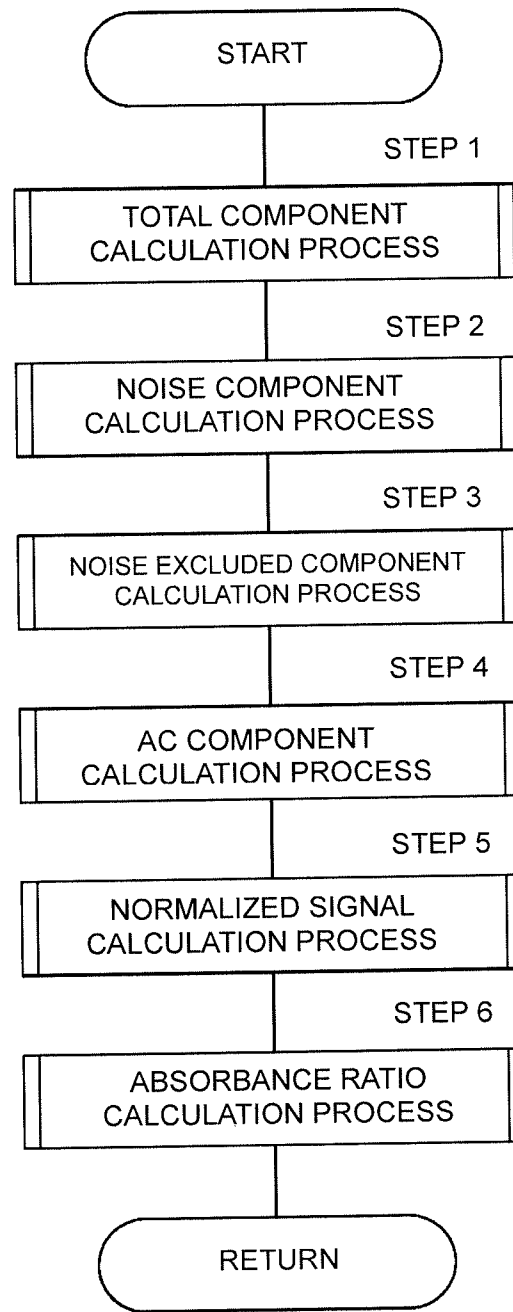 START
STEP 1
TOTAL COMPONENT
CALCULATION PROCESS
STEP 2
NOISE COMPONENT
CALCULATION PROCESS
STEP 3
NOISE EXCLUDED COMPONENT
CALCULATION PROCESS
STEP 4
AC COMPONENT
CALCULATION PROCESS
STEP 5
NORMALIZED SIGNAL
CALCULATION PROCESS
STEP 6
ABSORBANCE RATIO
CALCULATION PROCESS
RETURN